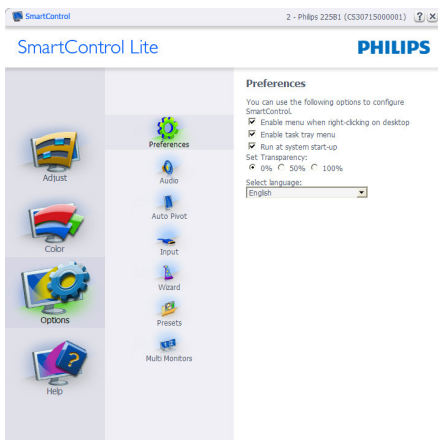 SmartControl
2 - Philips 225B1 (CS30715000001)
SmartControl Lite
PHILIPS
Adjust
Color
Options
Help
Preferences
Audio
Auto Pivot
Input
Wizard
Presets
Multi Monitors
Preferences
You can use the following options to configure
SmartControl.
Enable menu when right-clicking on desktop
Enable task tray menu
Run at system start-up
Set Transparency:
0% 50% 100%
Select language:
English